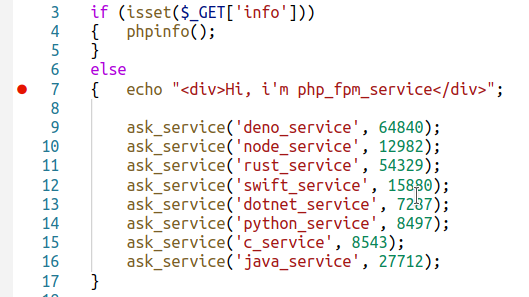 3 if (isset($_GET['info']))
4 {   phpinfo();
5 }
6 else
7 {   echo "<div>Hi, i'm php_fpm_service</div>";
8
9     ask_service('deno_service', 64840);
10     ask_service('node_service', 12982);
11     ask_service('rust_service', 54329);
12     ask_service('swift_service', 15880);
13     ask_service('dotnet_service', 7287);
14     ask_service('python_service', 8497);
15     ask_service('c_service', 8543);
16     ask_service('java_service', 27712);
17 }